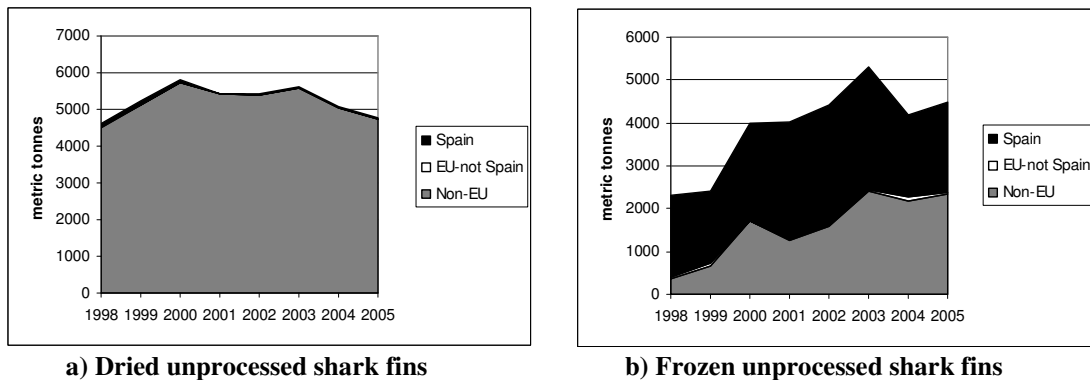 7000
6000
5000
4000
3000
2000
1000
0
metric tonnes
1998 1999 2000 2001 2002 2003 2004 2005
Spain
EU-not Spain
Non-EU
a) Dried unprocessed shark fins
6000
5000
4000
3000
2000
1000
0
metric tonnes
1998 1999 2000 2001 2002 2003 2004 2005
Spain
EU-not Spain
Non-EU
b) Frozen unprocessed shark fins